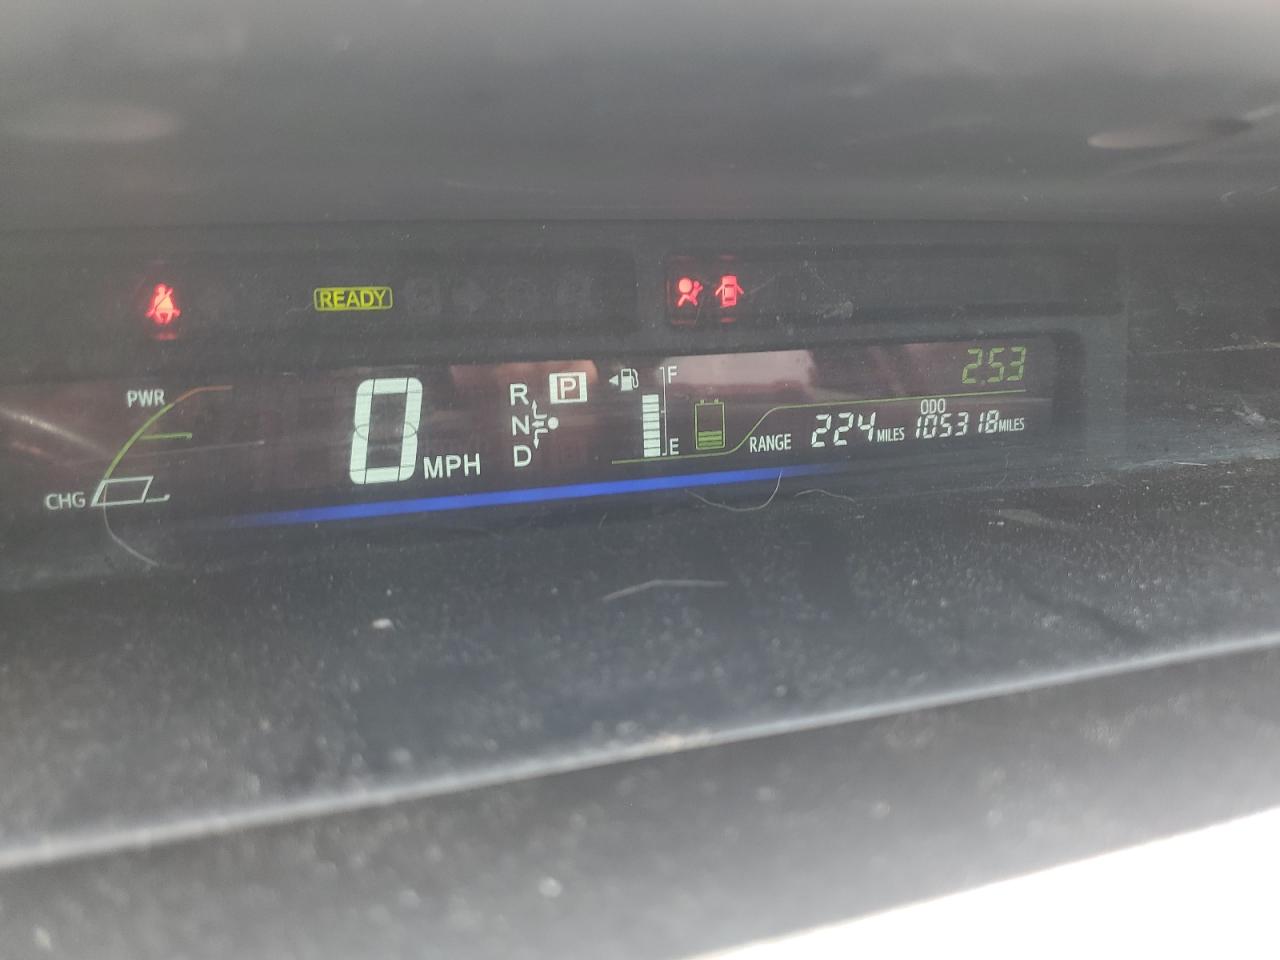 READY
PWR
CHG
0 MPH
R
N
D
P
F
E
2:53
RANGE 224 MILES
ODO
105318 MILES